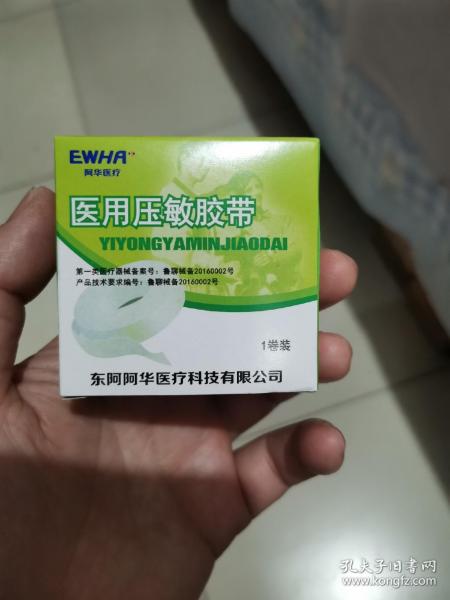 EWHA
阿华医疗
医用压敏胶带
YIYONGYAMINJIAODAI
第一类医疗器械备案号：鲁聊械备20160002号
产品技术要求编号：鲁聊械备20160002号
1卷装
东阿阿华医疗科技有限公司
孔夫子旧书网
www.kongfz.com